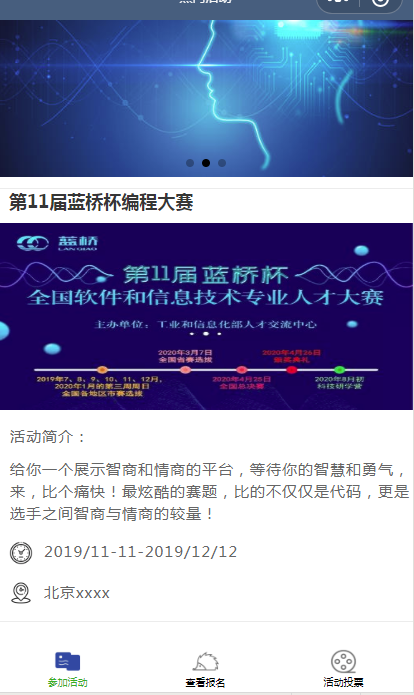 第11届蓝桥杯编程大赛
蓝桥
LAN QIAO
第11届蓝桥杯
全国软件和信息技术专业人才大赛
主办单位：工业和信息化部人才交流中心
2020年3月7日
全国省赛选拔
2020年4月26日
颁奖典礼
2019年7、8、9、10、11、12月,
2020年1月的第三周周日
全国各地区市赛选拔
2020年4月25日
全国总决赛
2020年8月初
科技研学营
活动简介：
给你一个展示智商和情商的平台，等待你的智慧和勇气，
来，比个痛快！最炫酷的赛题，比的不仅仅是代码，更是
选手之间智商与情商的较量！
2019/11-11-2019/12/12
北京xxxx
参加活动
查看报名
活动投票